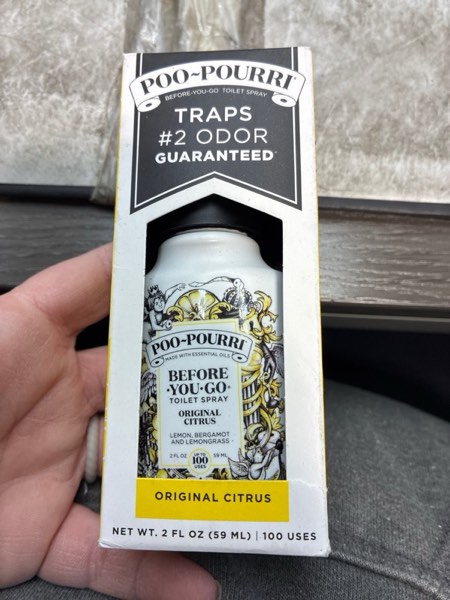 POO~POURRI
BEFORE-YOU-GO TOILET SPRAY
TRAPS
#2 ODOR
GUARANTEED
POO~POURRI
MADE WITH ESSENTIAL OILS
BEFORE
·YOU·GO·
TOILET SPRAY
ORIGINAL
CITRUS
LEMON, BERGAMOT
AND LEMONGRASS
2 FL OZ UP TO 100 USES 59 ML
ORIGINAL CITRUS
NET WT. 2 FL OZ (59 ML) | 100 USES